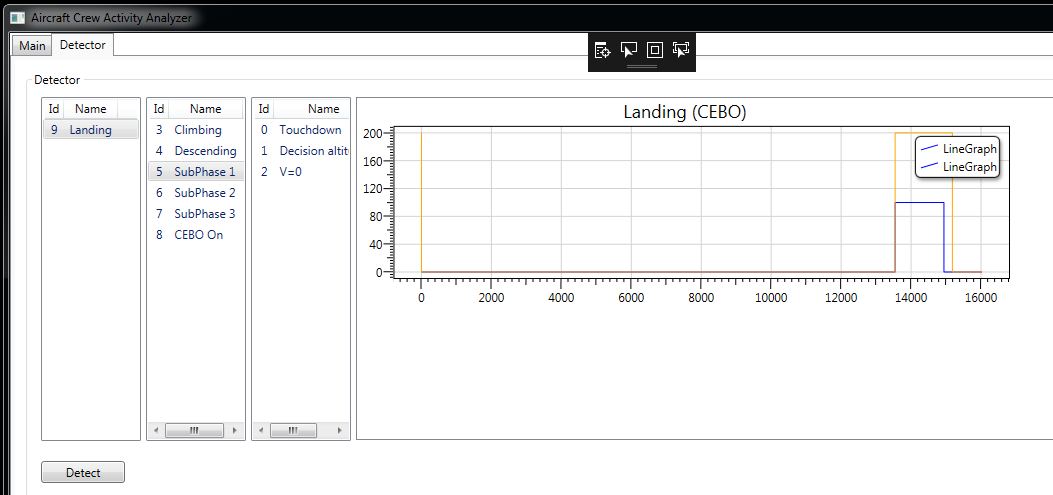 Aircraft Crew Activity Analyzer
Main Detector
Detector
Id Name
9 Landing
Id Name
3 Climbing
4 Descending
5 SubPhase 1
6 SubPhase 2
7 SubPhase 3
8 CEBO On
Id Name
0 Touchdown
1 Decision altit
2 V=0
Landing (CEBO)
200
160
120
80
40
0
LineGraph
LineGraph
0 2000 4000 6000 8000 10000 12000 14000 16000
Detect